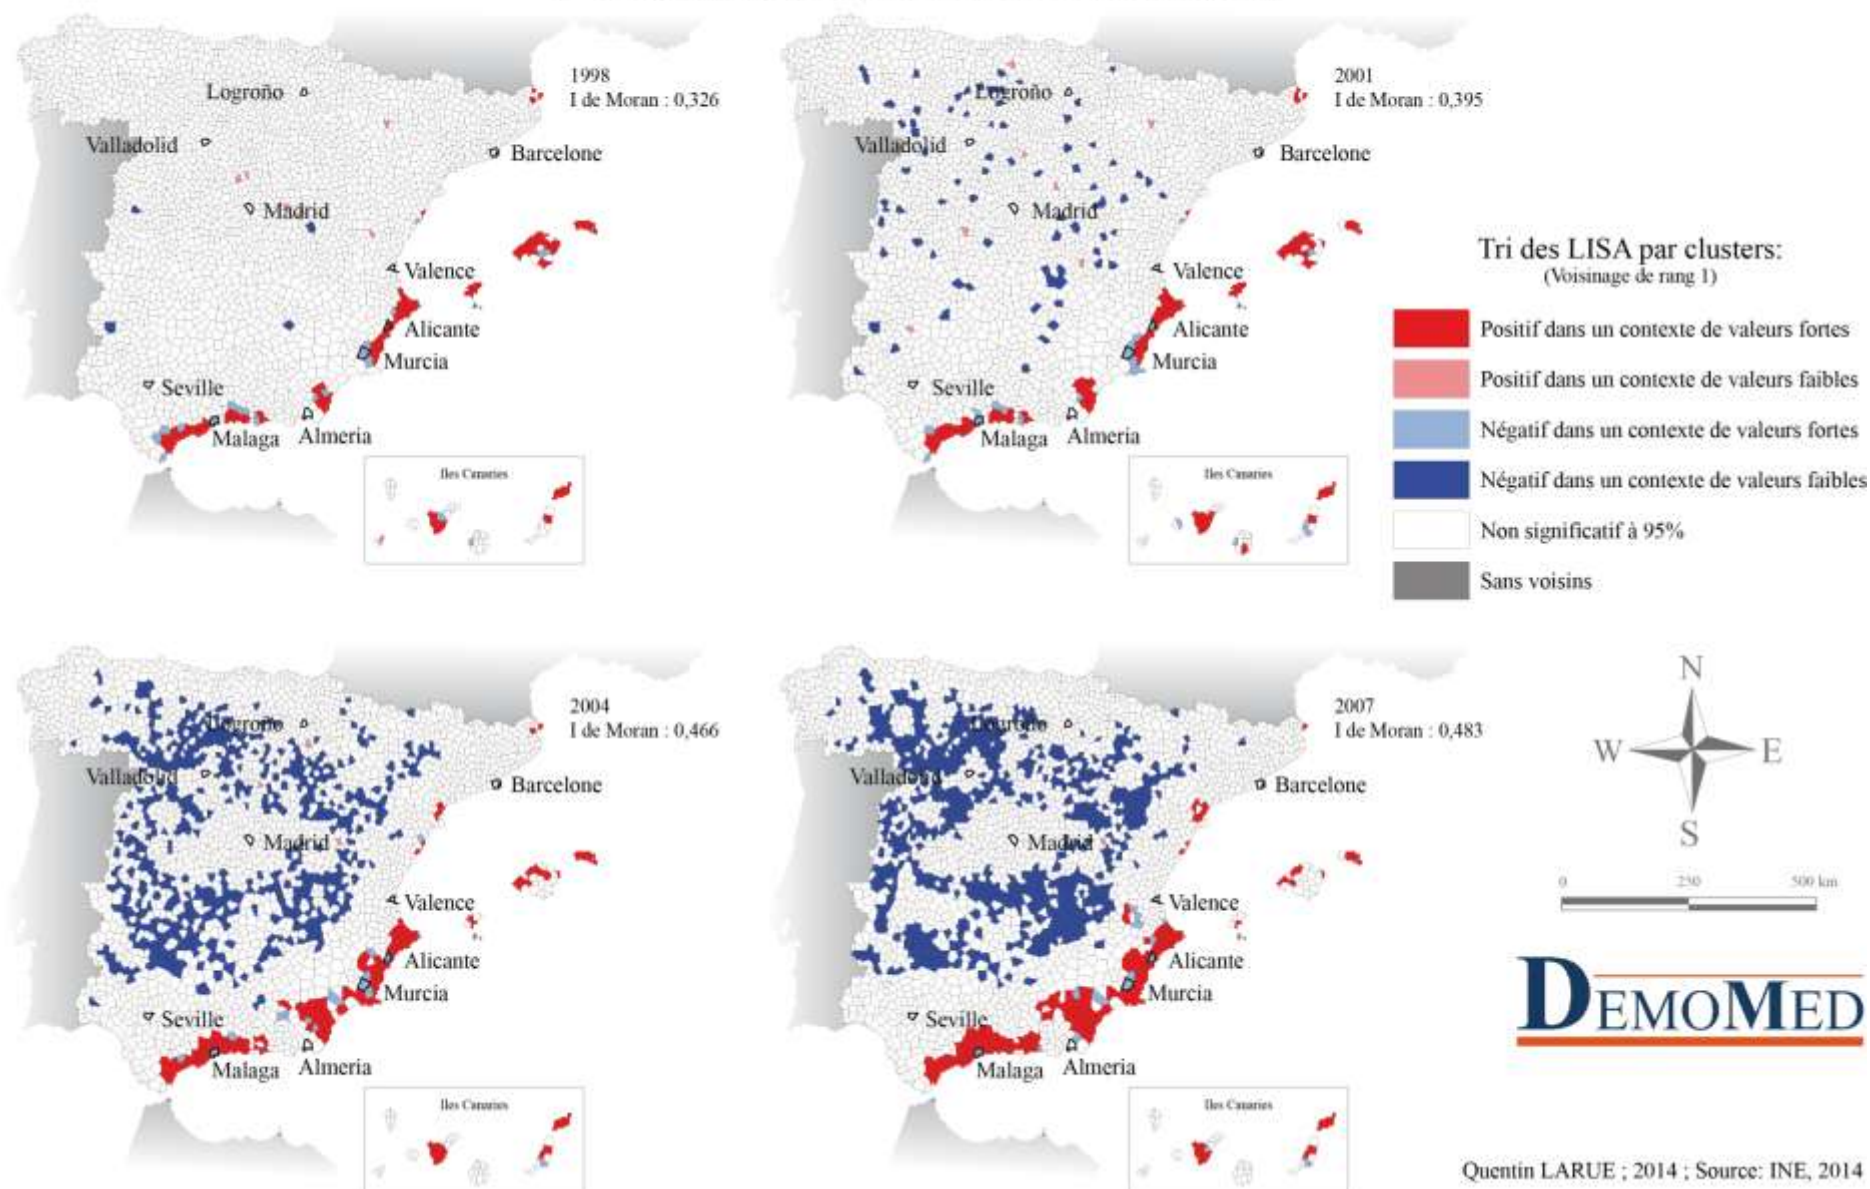 1998
I de Moran : 0,326
Logroño
Valladolid
Barcelone
Madrid
Valence
Alicante
Murcia
Seville
Malaga
Almeria
Iles Canaries
2001
I de Moran : 0,395
Logroño
Valladolid
Barcelone
Madrid
Valence
Alicante
Murcia
Seville
Malaga
Almeria
Iles Canaries
Tri des LISA par clusters:
(Voisinage de rang 1)
Positif dans un contexte de valeurs fortes
Positif dans un contexte de valeurs faibles
Négatif dans un contexte de valeurs fortes
Négatif dans un contexte de valeurs faibles
Non significatif à 95%
Sans voisins
2004
I de Moran : 0,466
Logroño
Valladolid
Barcelone
Madrid
Valence
Alicante
Murcia
Seville
Malaga
Almeria
Iles Canaries
2007
I de Moran : 0,483
Logroño
Valladolid
Barcelone
Madrid
Valence
Alicante
Murcia
Seville
Malaga
Almeria
Iles Canaries
N
W E
S
0 250 500 km
DEMOMED
Quentin LARUE ; 2014 ; Source: INE, 2014